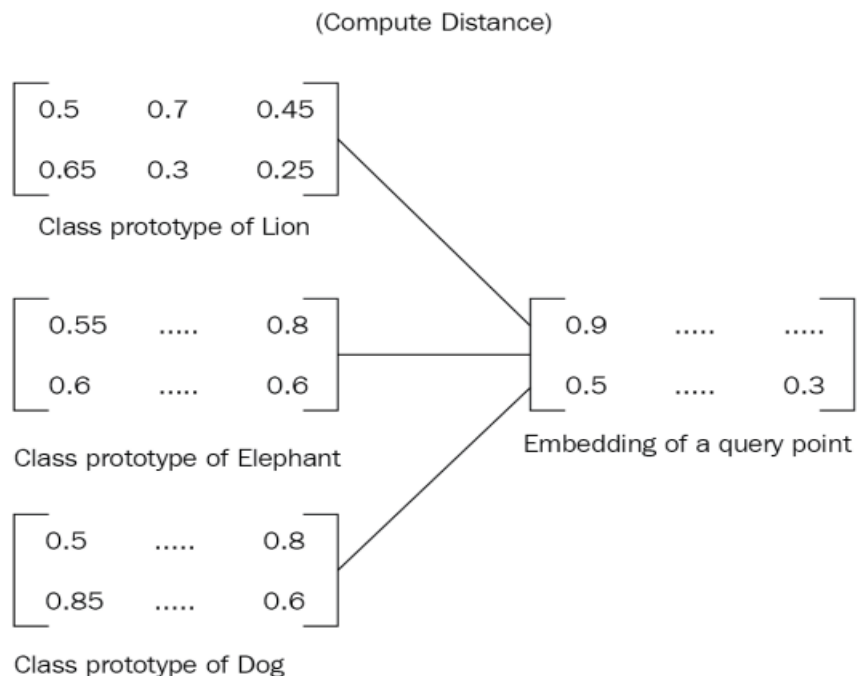 (Compute Distance)
0.5 0.7 0.45
0.65 0.3 0.25
Class prototype of Lion
0.55 ..... 0.8
0.6 ..... 0.6
Class prototype of Elephant
0.9 ..... .....
0.5 ..... 0.3
Embedding of a query point
0.5 ..... 0.8
0.85 ..... 0.6
Class prototype of Dog